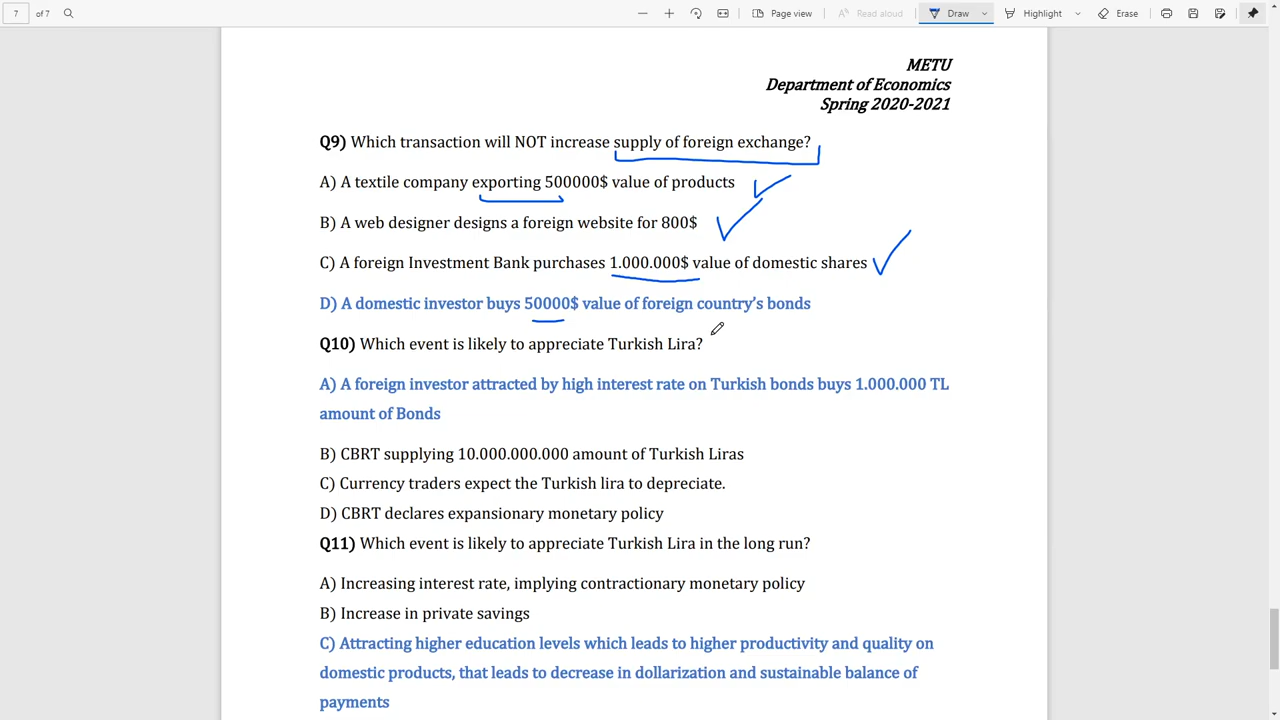 7 of 7 Page view Read aloud Draw Highlight Erase
METU
Department of Economics
Spring 2020-2021
Q9) Which transaction will NOT increase supply of foreign exchange?
A) A textile company exporting 500000$ value of products
B) A web designer designs a foreign website for 800$
C) A foreign Investment Bank purchases 1.000.000$ value of domestic shares
D) A domestic investor buys 50000$ value of foreign country's bonds
Q10) Which event is likely to appreciate Turkish Lira?
A) A foreign investor attracted by high interest rate on Turkish bonds buys 1.000.000 TL
amount of Bonds
B) CBRT supplying 10.000.000.000 amount of Turkish Liras
C) Currency traders expect the Turkish lira to depreciate.
D) CBRT declares expansionary monetary policy
Q11) Which event is likely to appreciate Turkish Lira in the long run?
A) Increasing interest rate, implying contractionary monetary policy
B) Increase in private savings
C) Attracting higher education levels which leads to higher productivity and quality on
domestic products, that leads to decrease in dollarization and sustainable balance of
payments